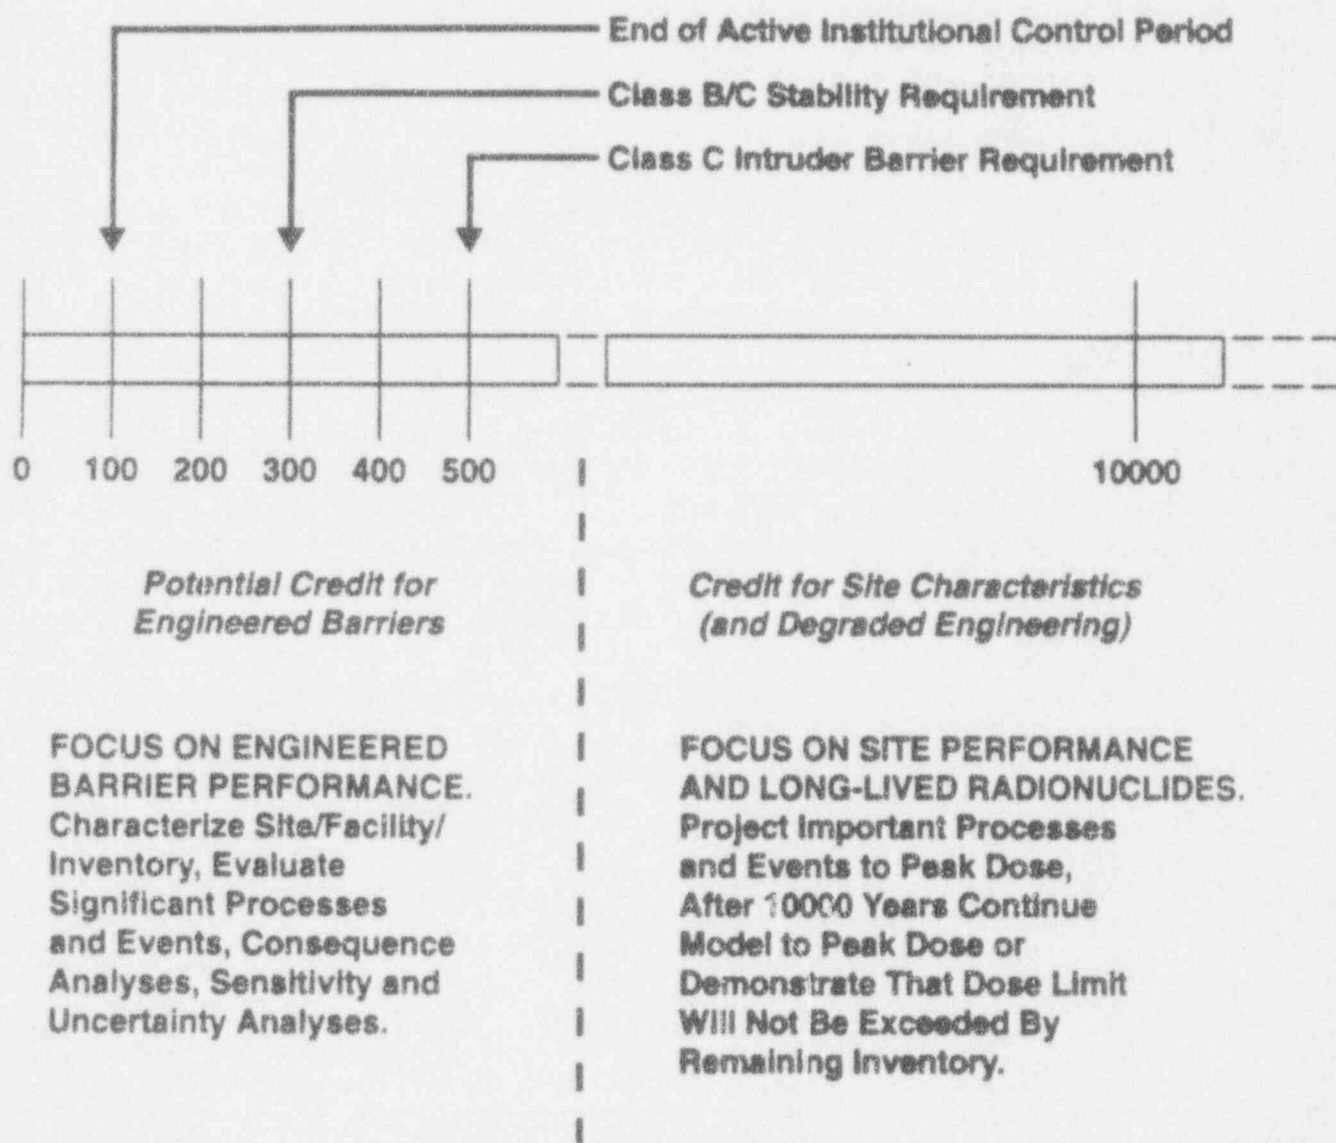 End of Active Institutional Control Period
Class B/C Stability Requirement
Class C Intruder Barrier Requirement
0 100 200 300 400 500 10000
Potential Credit for
Engineered Barriers
Credit for Site Characteristics
(and Degraded Engineering)
FOCUS ON ENGINEERED
BARRIER PERFORMANCE.
Characterize Site/Facility/
Inventory, Evaluate
Significant Processes
and Events, Consequence
Analyses, Sensitivity and
Uncertainty Analyses.
FOCUS ON SITE PERFORMANCE
AND LONG-LIVED RADIONUCLIDES.
Project Important Processes
and Events to Peak Dose,
After 10000 Years Continue
Model to Peak Dose or
Demonstrate That Dose Limit
Will Not Be Exceeded By
Remaining Inventory.